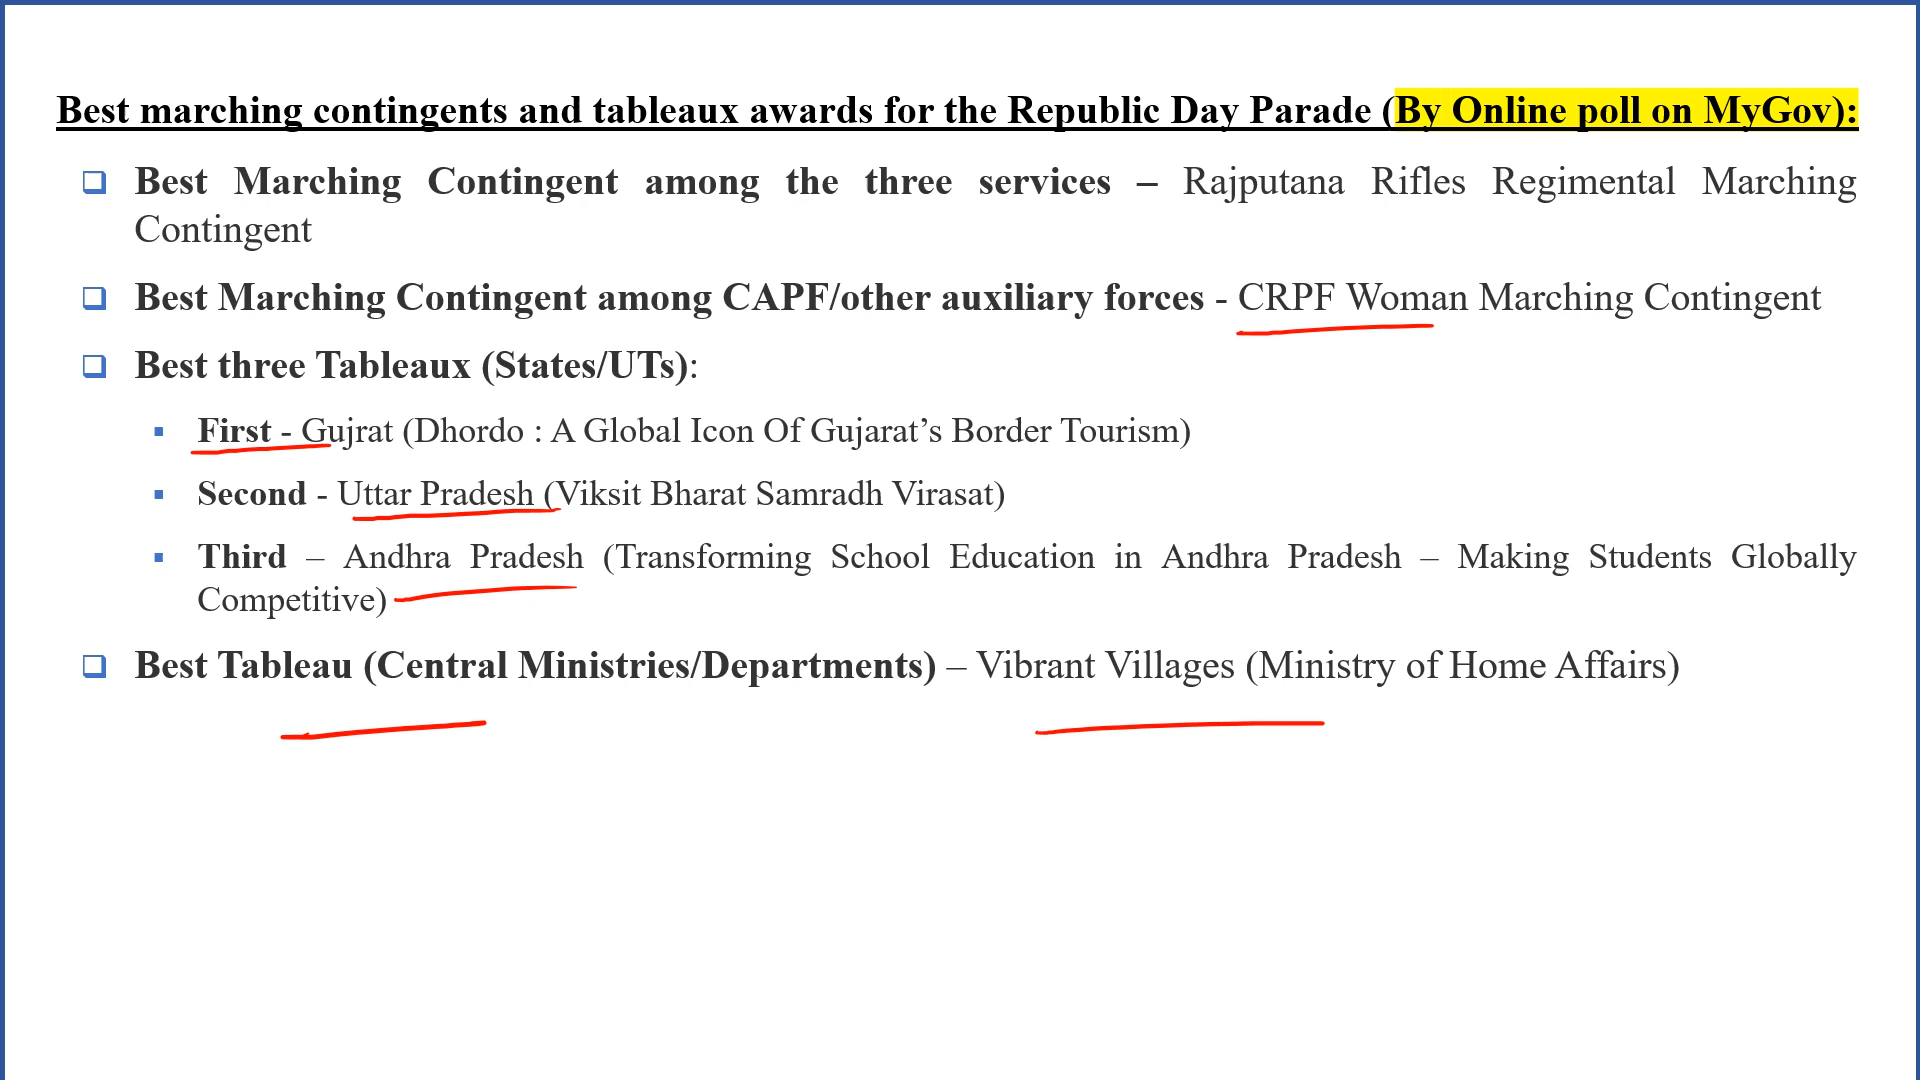 Best marching contingents and tableaux awards for the Republic Day Parade (By Online poll on MyGov):
Best Marching Contingent among the three services – Rajputana Rifles Regimental Marching
Contingent
Best Marching Contingent among CAPF/other auxiliary forces - CRPF Woman Marching Contingent
Best three Tableaux (States/UTs):
First - Gujrat (Dhordo : A Global Icon Of Gujarat’s Border Tourism)
Second - Uttar Pradesh (Viksit Bharat Samradh Virasat)
Third – Andhra Pradesh (Transforming School Education in Andhra Pradesh – Making Students Globally
Competitive)
Best Tableau (Central Ministries/Departments) – Vibrant Villages (Ministry of Home Affairs)